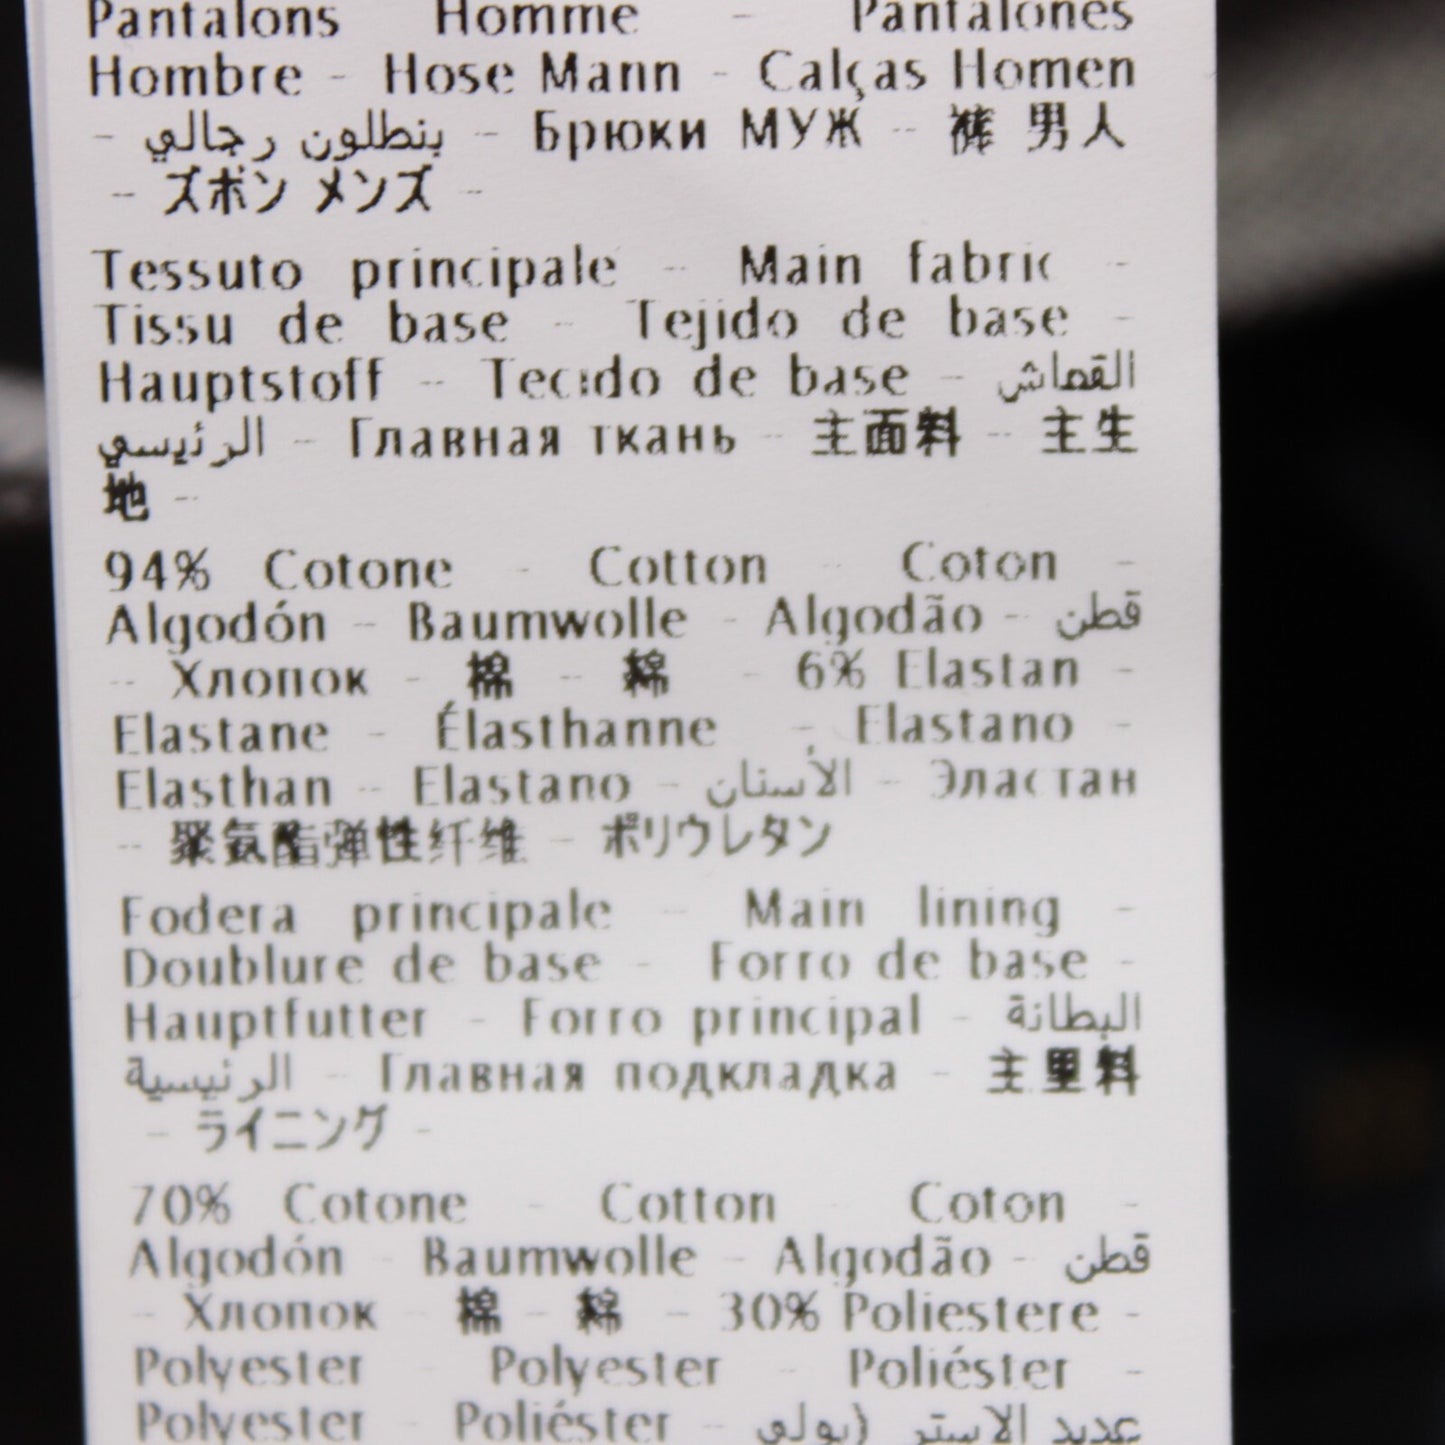 Pantalons Homme - Pantalones
Hombre - Hose Mann - Calças Homen
- بنطلون رجالي - Брюки МУЖ - 裤 男人
- ズボン メンズ -
Tessuto principale - Main fabric -
Tissu de base - Tejido de base -
Hauptstoff - Tecido de base - القماش
الرئيسي - Главная ткань - 主面料 - 主生
地 -
94% Cotone - Cotton - Coton -
Algodón - Baumwolle - Algodão - قطن
- Хлопок - 棉 - 綿 - 6% Elastan -
Elastane - Élasthanne - Elastano -
Elasthan - Elastano - الأسنان - Эластан
- 聚氨酯弹性纤维 - ポリウレタン
Fodera principale - Main lining -
Doublure de base - Forro de base -
Hauptfutter - Forro principal - البطانة
الرئيسية - Главная подкладка - 主里料
- ライニング -
70% Cotone - Cotton - Coton -
Algodón - Baumwolle - Algodão - قطن
- Хлопок - 棉 - 綿 - 30% Poliestere -
Polyester - Polyester - Poliéster -
Polyester - Poliéster - عديد الاستر (بولي